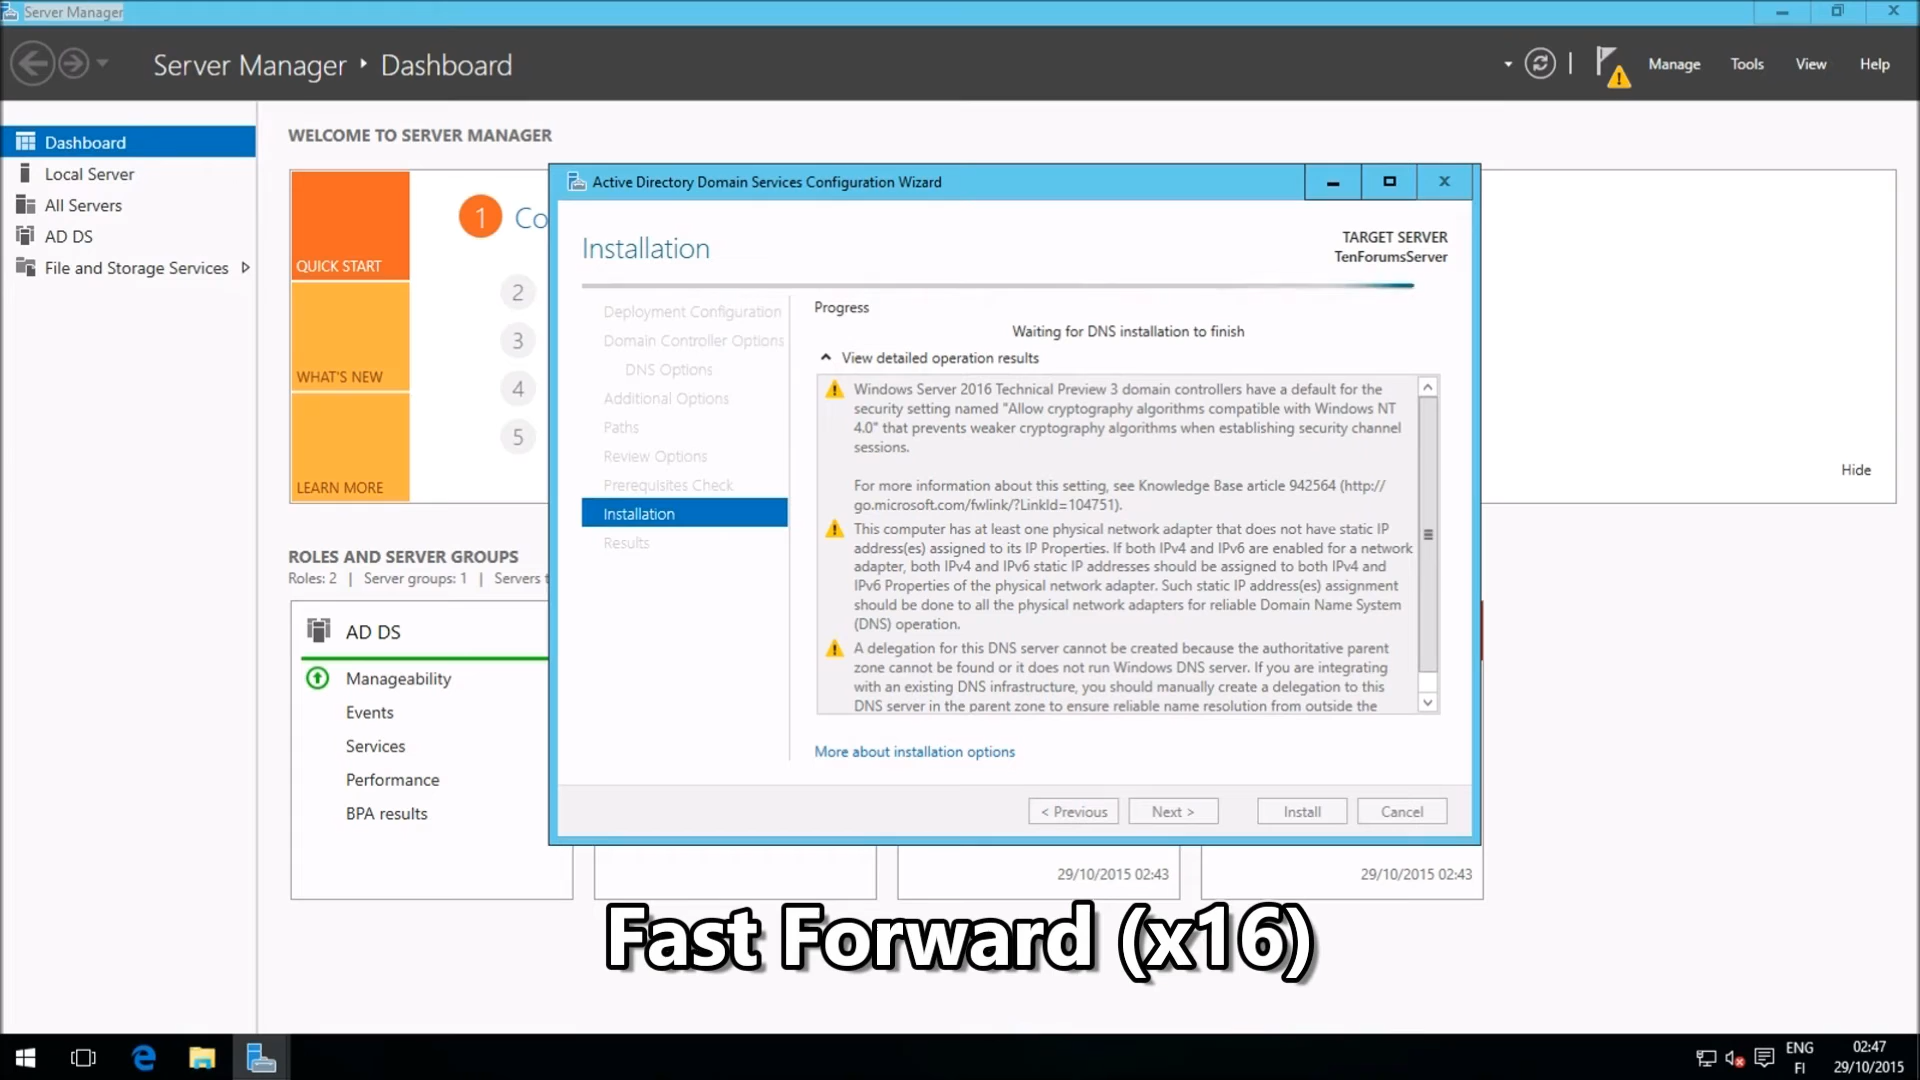 Server Manager
Server Manager ‣ Dashboard
Manage
Tools
View
Help
Dashboard
Local Server
All Servers
AD DS
File and Storage Services
WELCOME TO SERVER MANAGER
QUICK START
WHAT'S NEW
LEARN MORE
1
Co
2
3
4
5
Hide
ROLES AND SERVER GROUPS
Roles: 2 | Server groups: 1 | Servers t
AD DS
Manageability
Events
Services
Performance
BPA results
Active Directory Domain Services Configuration Wizard
Installation
TARGET SERVER
TenForumsServer
Deployment Configuration
Domain Controller Options
DNS Options
Additional Options
Paths
Review Options
Prerequisites Check
Installation
Results
Progress
Waiting for DNS installation to finish
View detailed operation results
Windows Server 2016 Technical Preview 3 domain controllers have a default for the
security setting named "Allow cryptography algorithms compatible with Windows NT
4.0" that prevents weaker cryptography algorithms when establishing security channel
sessions.
For more information about this setting, see Knowledge Base article 942564 (http://
go.microsoft.com/fwlink/?LinkId=104751).
This computer has at least one physical network adapter that does not have static IP
address(es) assigned to its IP Properties. If both IPv4 and IPv6 are enabled for a network
adapter, both IPv4 and IPv6 static IP addresses should be assigned to both IPv4 and
IPv6 Properties of the physical network adapter. Such static IP address(es) assignment
should be done to all the physical network adapters for reliable Domain Name System
(DNS) operation.
A delegation for this DNS server cannot be created because the authoritative parent
zone cannot be found or it does not run Windows DNS server. If you are integrating
with an existing DNS infrastructure, you should manually create a delegation to this
DNS server in the parent zone to ensure reliable name resolution from outside the
More about installation options
< Previous
Next >
Install
Cancel
29/10/2015 02:43
29/10/2015 02:43
Fast Forward (x16)
ENG
FI
02:47
29/10/2015